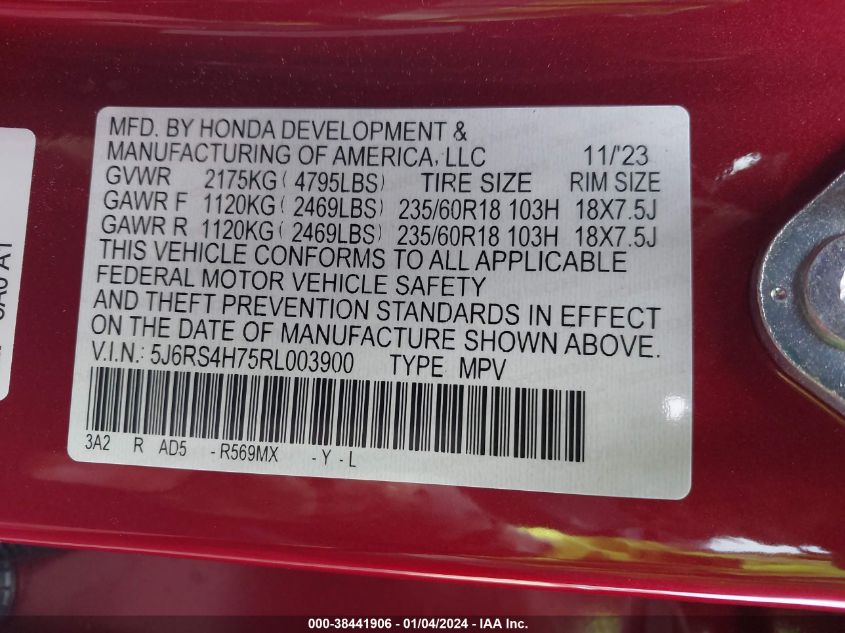 MFD. BY HONDA DEVELOPMENT &
MANUFACTURING OF AMERICA, LLC 11/'23
GVWR 2175KG ( 4795LBS) TIRE SIZE RIM SIZE
GAWR F 1120KG ( 2469LBS) 235/60R18 103H 18X7.5J
GAWR R 1120KG ( 2469LBS) 235/60R18 103H 18X7.5J
THIS VEHICLE CONFORMS TO ALL APPLICABLE
FEDERAL MOTOR VEHICLE SAFETY
AND THEFT PREVENTION STANDARDS IN EFFECT
ON THE DATE OF MANUFACTURE SHOWN ABOVE.
V.I.N.: 5J6RS4H75RL003900 TYPE: MPV
3A2 R AD5 -R569MX -Y-L
000-38441906 - 01/04/2024 - IAA Inc.